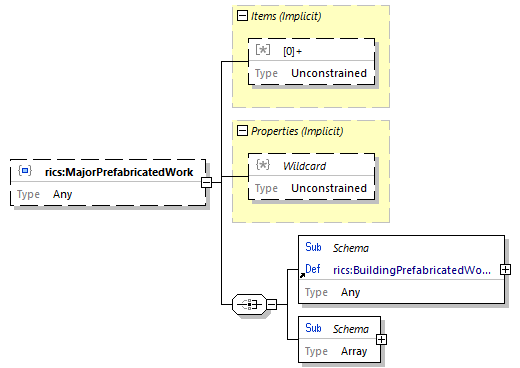 Items (Implicit)
[0]+
Type Unconstrained
Properties (Implicit)
Wildcard
Type Unconstrained
rics:MajorPrefabricatedWork
Type Any
Sub Schema
Def rics:BuildingPrefabricatedWo...
Type Any
Sub Schema
Type Array